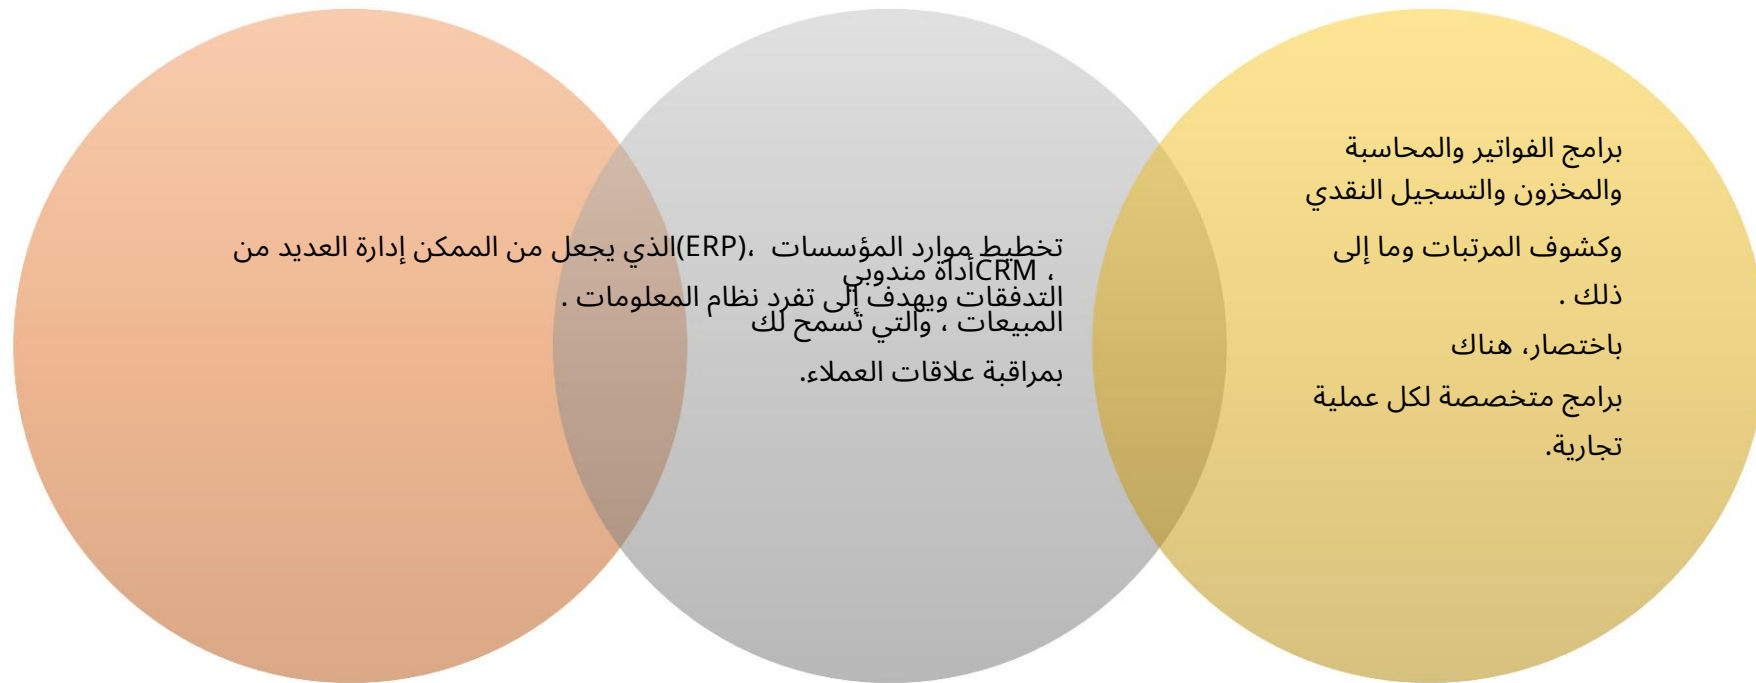 برامج الفواتير والمحاسبة
والمخزون والتسجيل النقدي
وكشوف المرتبات وما إلى
ذلك .
باختصار، هناك
برامج متخصصة لكل عملية
تجارية.
، CRMأداة مندوبي
المبيعات ، والتي تسمح لك
بمراقبة علاقات العملاء.
تخطيط موارد المؤسسات ،(ERP)الذي يجعل من الممكن إدارة العديد من
التدفقات ويهدف إلى تفرد نظام المعلومات .